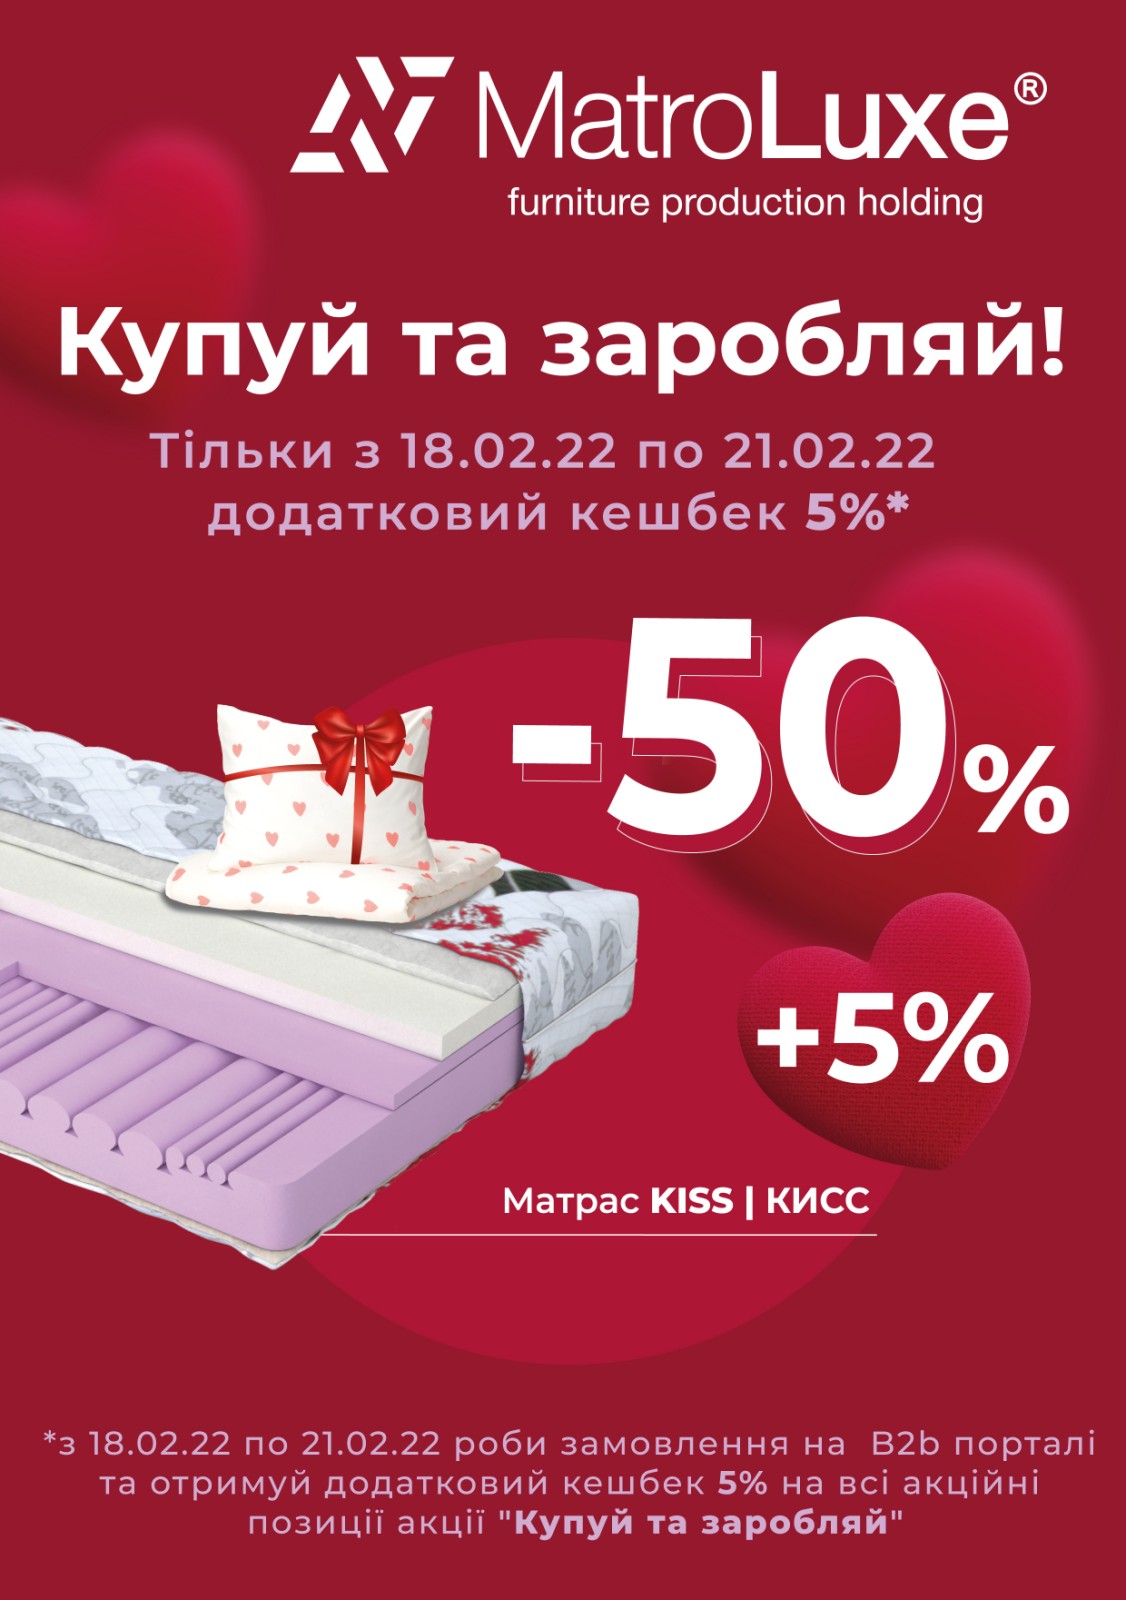 MatroLuxe®
furniture production holding
Купуй та заробляй!
Тільки з 18.02.22 по 21.02.22
додатковий кешбек 5%*
-50%
+5%
Матрас KISS | КИСС
*з 18.02.22 по 21.02.22 роби замовлення на B2b порталі
та отримуй додатковий кешбек 5% на всі акційні
позиції акції "Купуй та заробляй"